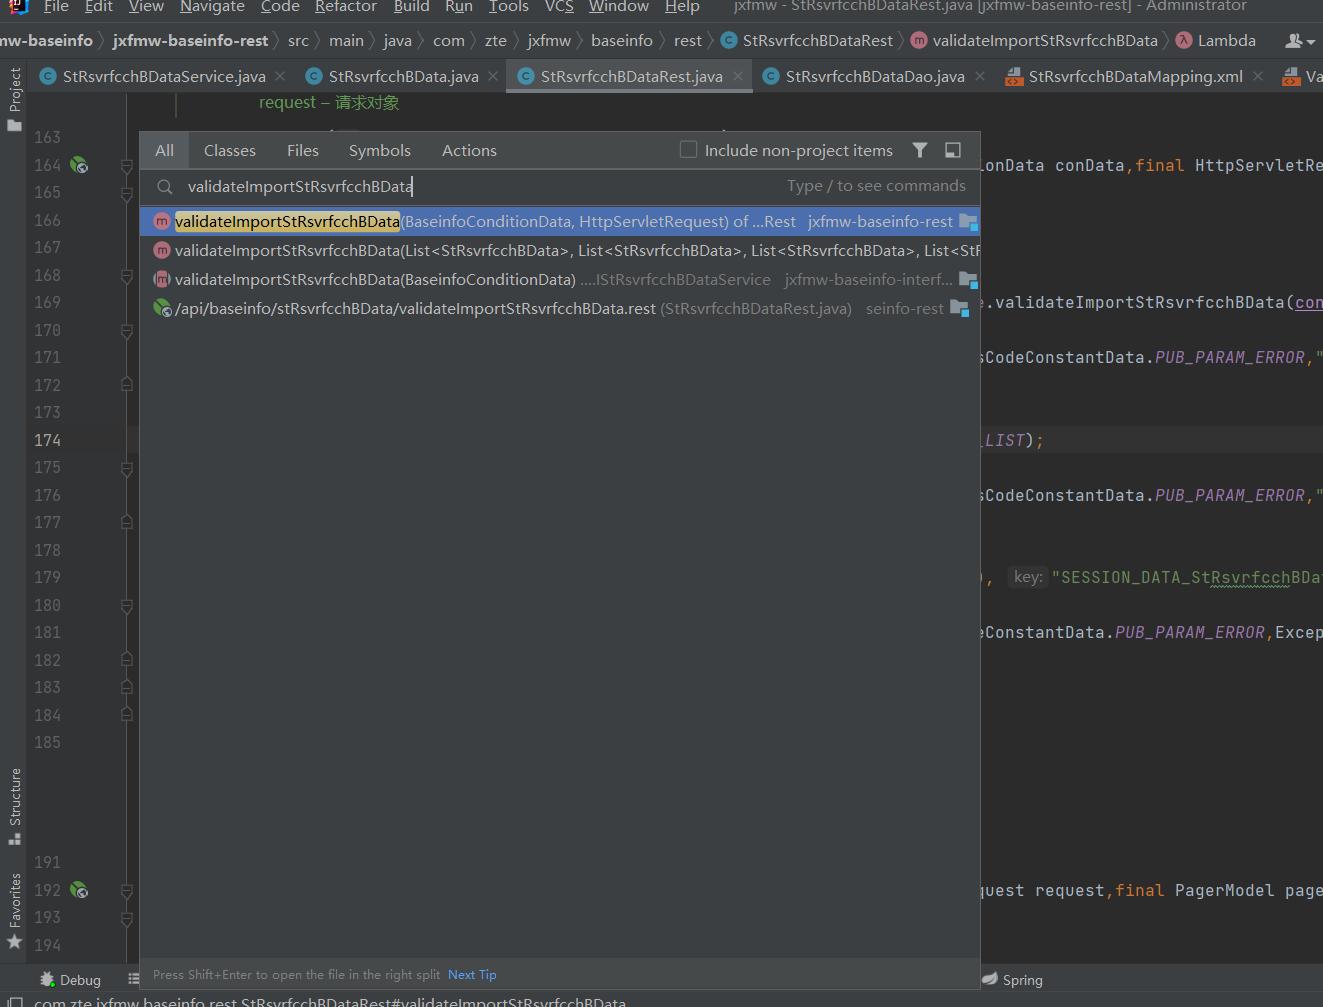 File Edit View Navigate Code Refactor Build Run Tools VCS Window Help jxfmw - StRsvrfcchBDataRest.java [jxfmw-baseinfo-rest] - Administrator
mw-baseinfo jxfmw-baseinfo-rest src main java com zte jxfmw baseinfo rest StRsvrfcchBDataRest validateImportStRsvrfcchBData Lambda
StRsvrfcchBDataService.java StRsvrfcchBData.java StRsvrfcchBDataRest.java StRsvrfcchBDataDao.java StRsvrfcchBDataMapping.xml Va
Project
request – 请求对象
163
All Classes Files Symbols Actions Include non-project items
164 ionData conData,final HttpServletRe
validateImportStRsvrfcchBData Type / to see commands
165
166 validateImportStRsvrfcchBData(BaseinfoConditionData, HttpServletRequest) of ...Rest jxfmw-baseinfo-rest
167 validateImportStRsvrfcchBData(List<StRsvrfcchBData>, List<StRsvrfcchBData>, List<StRsvrfcchBData>, List<StR
168 validateImportStRsvrfcchBData(BaseinfoConditionData) ....IStRsvrfcchBDataService jxfmw-baseinfo-interf...
169 e.validateImportStRsvrfcchBData(con
/api/baseinfo/stRsvrfcchBData/validateImportStRsvrfcchBData.rest (StRsvrfcchBDataRest.java) seinfo-rest
170
171 sCodeConstantData.PUB_PARAM_ERROR,"
172
173
174 _LIST);
175
176 sCodeConstantData.PUB_PARAM_ERROR,"
177
178
179 ), key: "SESSION_DATA_StRsvrfcchBDa
180
181 eConstantData.PUB_PARAM_ERROR,Excep
182
183
184
185
Structure
191
192 quest request,final PagerModel page
193
Favorites
194
Press Shift+Enter to open the file in the right split Next Tip
Debug Spring
com.zte.jxfmw.baseinfo.rest.StRsvrfcchBDataRest#validateImportStRsvrfcchBData